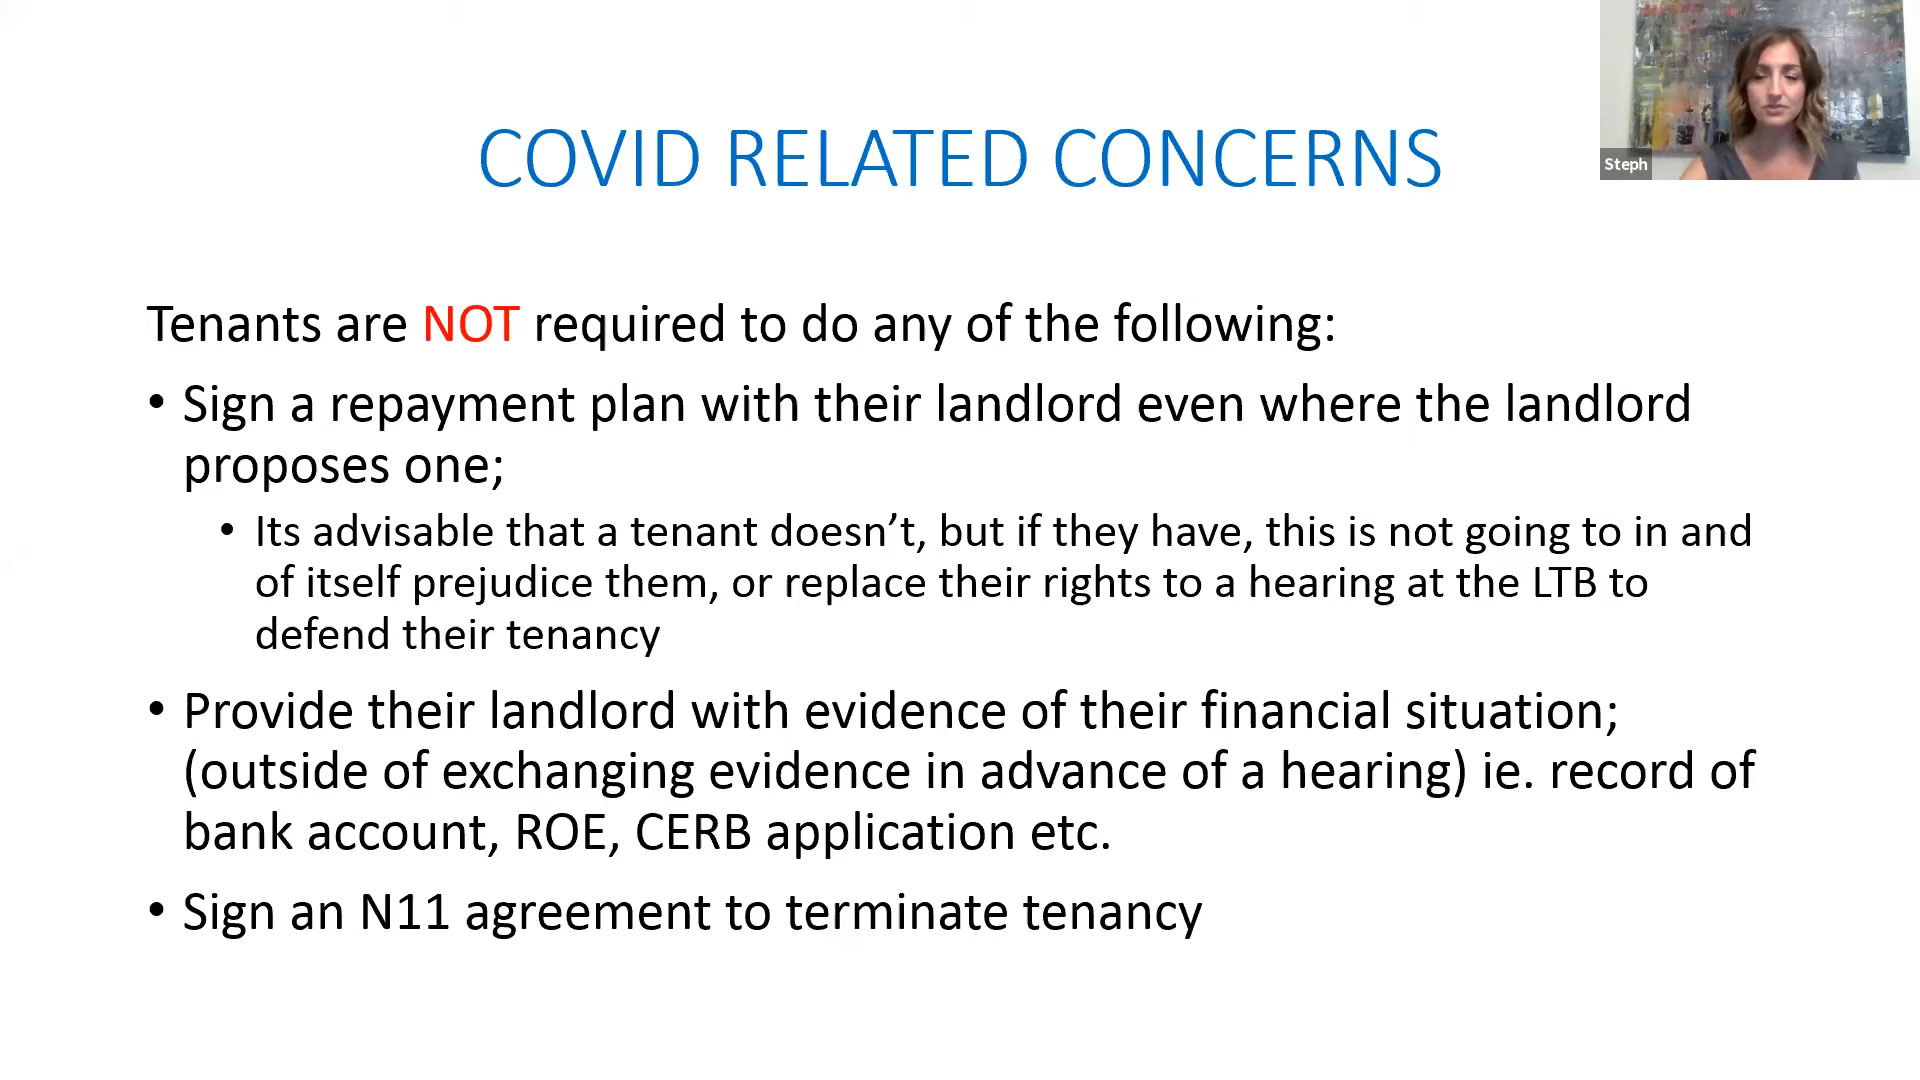 COVID RELATED CONCERNS
Steph
Tenants are NOT required to do any of the following:
• Sign a repayment plan with their landlord even where the landlord
proposes one;
• Its advisable that a tenant doesn’t, but if they have, this is not going to in and
of itself prejudice them, or replace their rights to a hearing at the LTB to
defend their tenancy
• Provide their landlord with evidence of their financial situation;
(outside of exchanging evidence in advance of a hearing) ie. record of
bank account, ROE, CERB application etc.
• Sign an N11 agreement to terminate tenancy